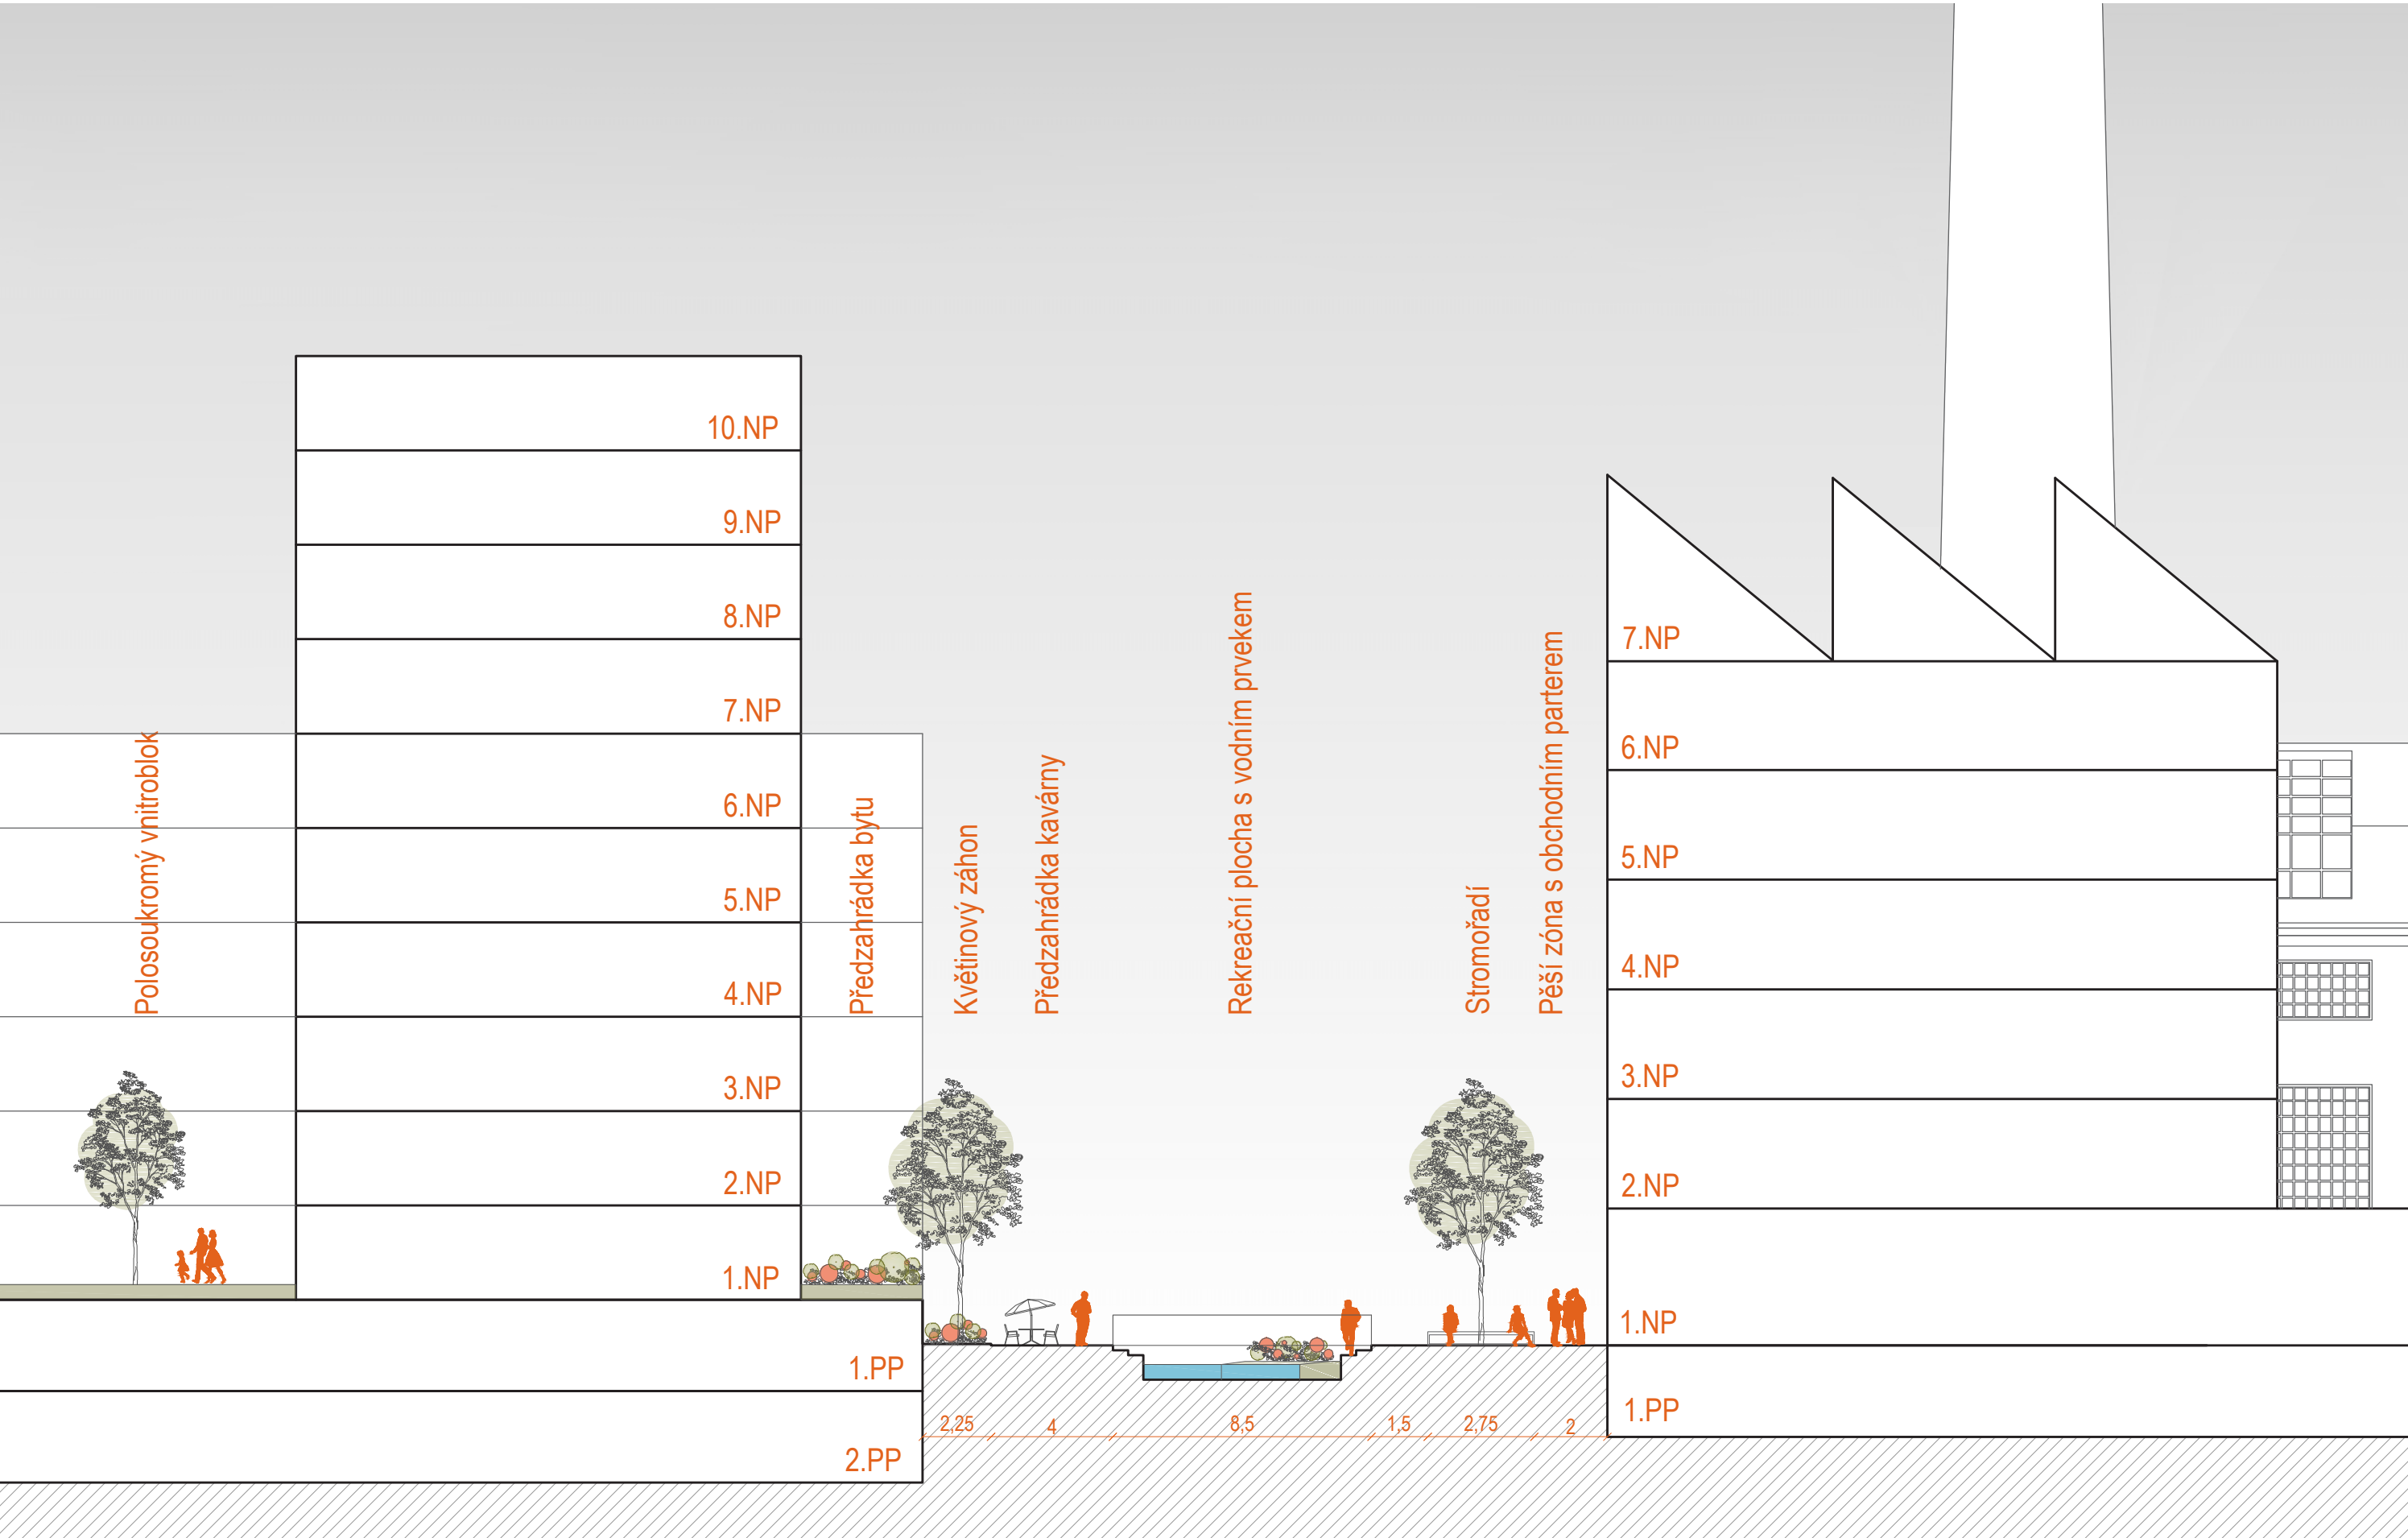 10.NP
9.NP
8.NP
7.NP
6.NP
5.NP
4.NP
3.NP
2.NP
1.NP
1.PP
2.PP
Polosoukromý vnitroblok
Předzahrádka bytu
Květinový záhon
Předzahrádka kavárny
Rekreační plocha s vodním prvekem
Stromořadí
Pěší zóna s obchodním parterem
2,25
4
8,5
1,5
2,75
2
7.NP
6.NP
5.NP
4.NP
3.NP
2.NP
1.NP
1.PP